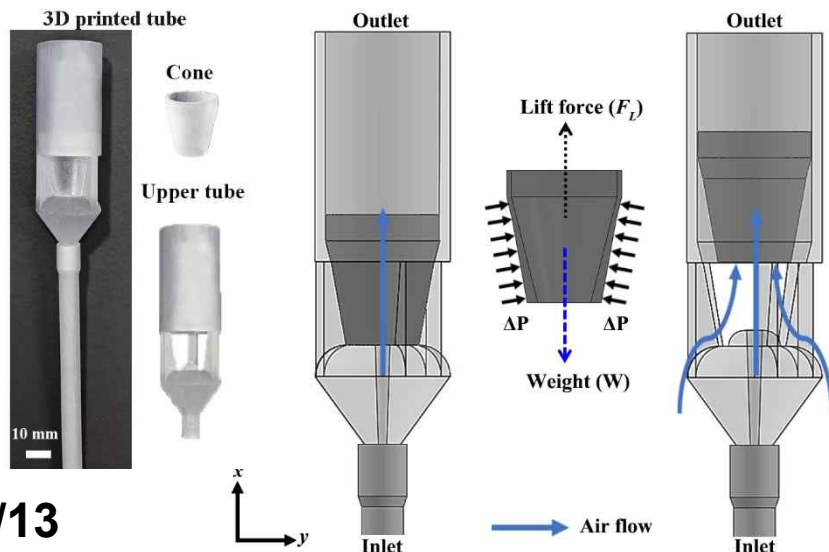 3D printed tube
Cone
Upper tube
10 mm
/13
x
y
Outlet
Inlet
Lift force (F_L)
ΔP
ΔP
Weight (W)
Air flow
Outlet
Inlet